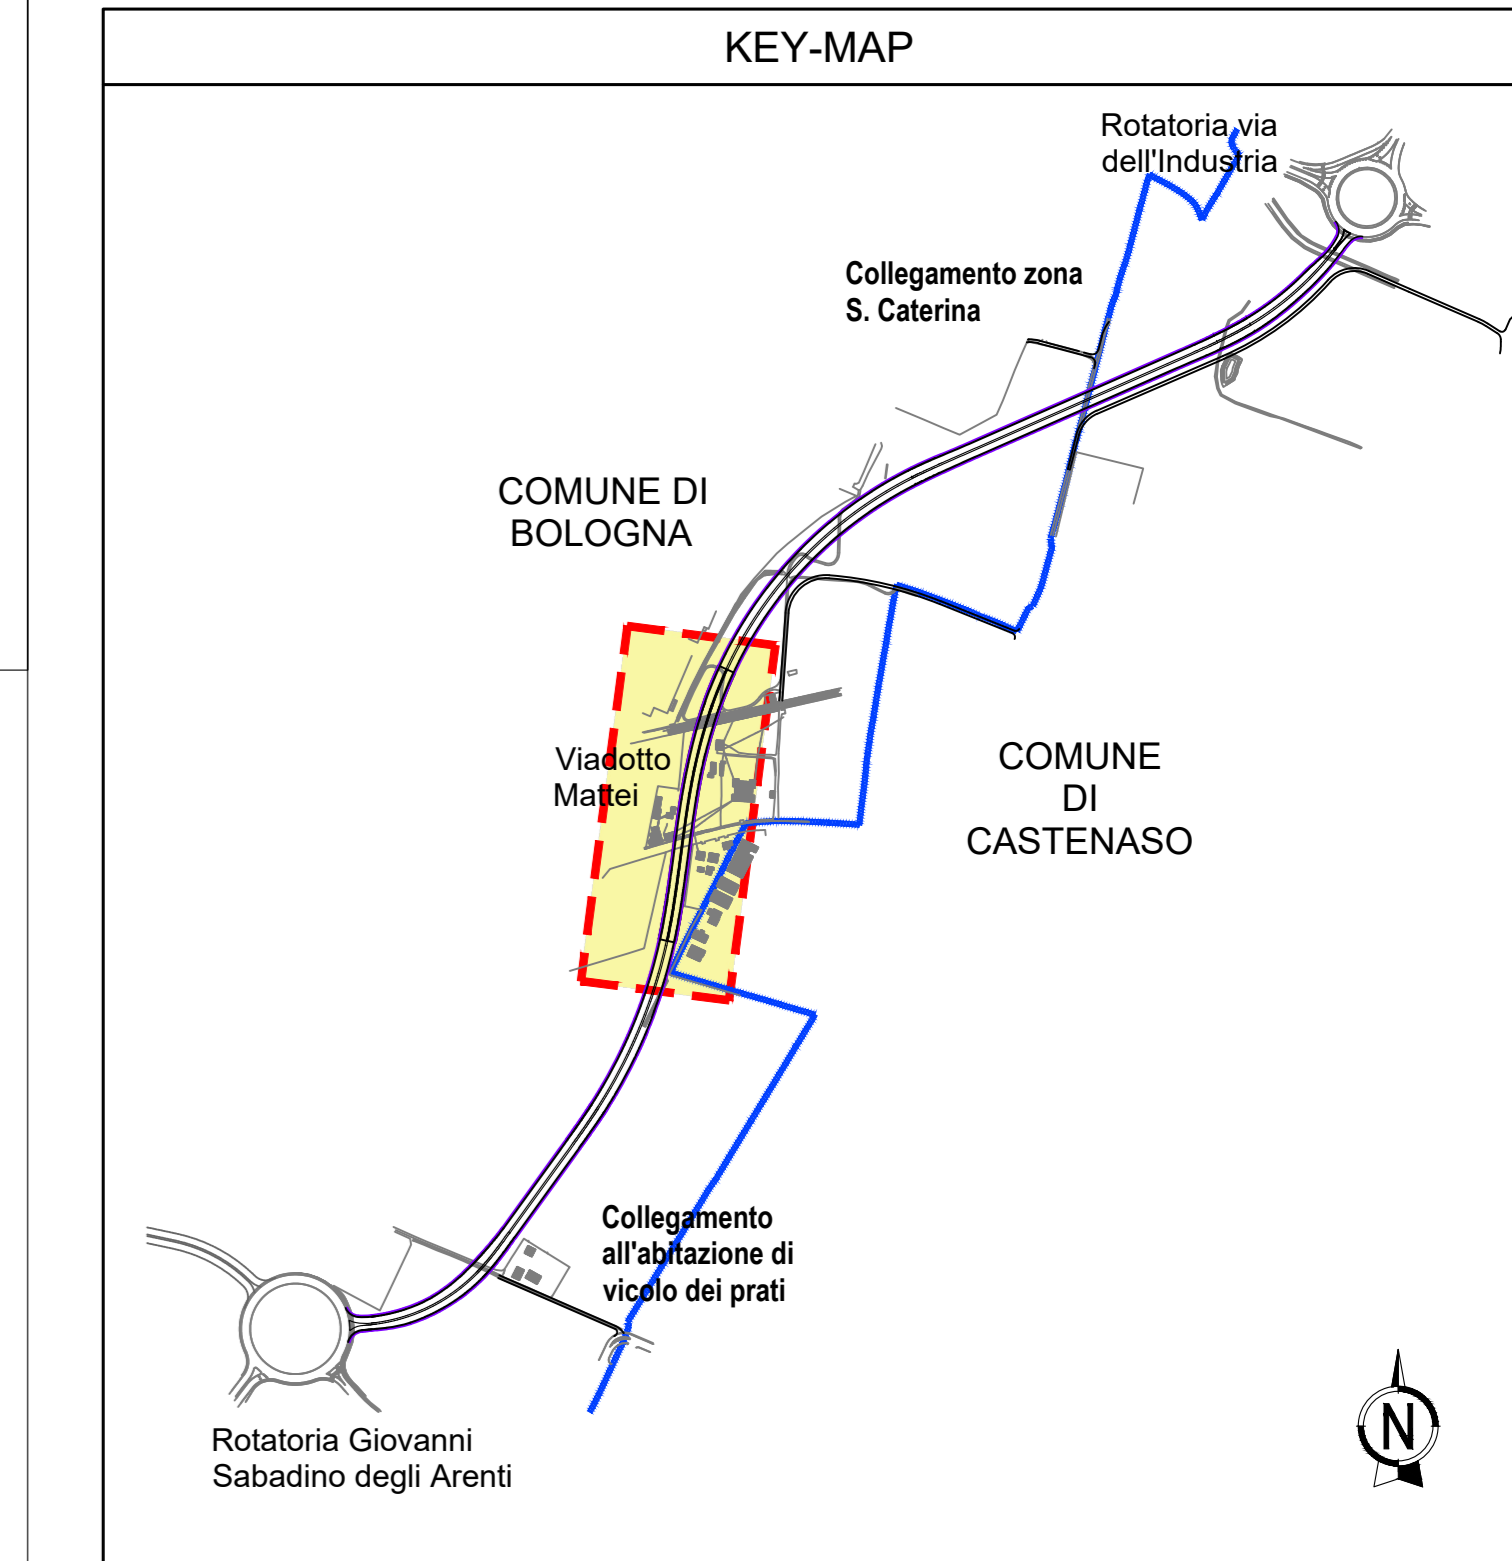 KEY-MAP
Rotatoria via
dell'Industria
Collegamento zona
S. Caterina
COMUNE DI
BOLOGNA
Viadotto
Mattei
COMUNE
DI
CASTENASO
Collegamento
all'abitazione di
vicolo dei prati
Rotatoria Giovanni
Sabadino degli Arenti
N